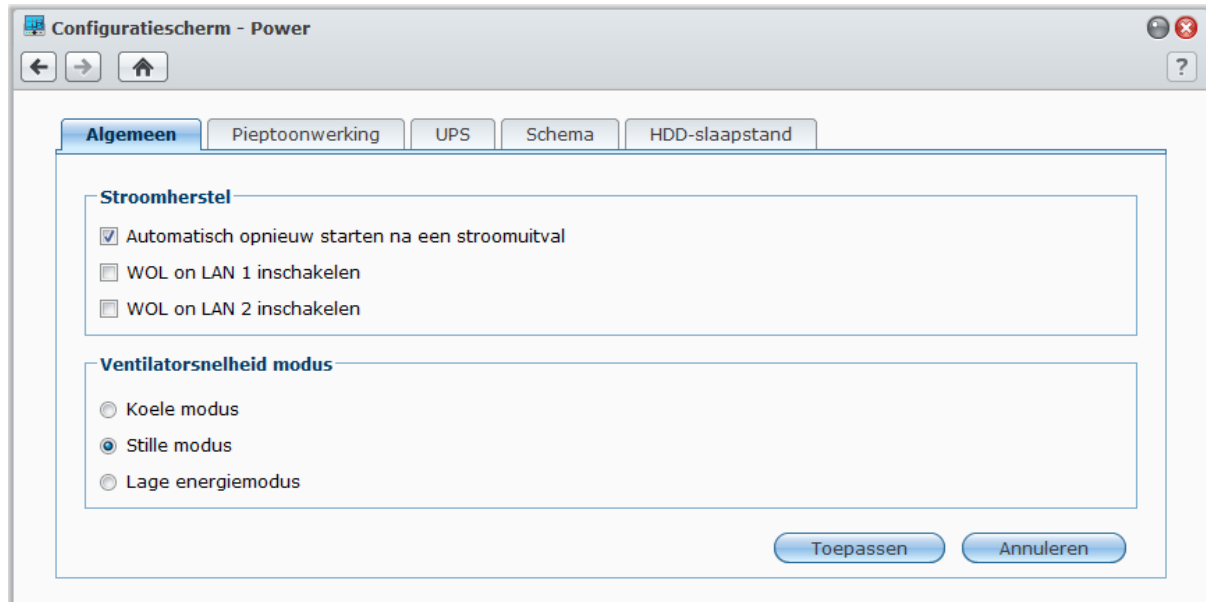 Configuratiescherm - Power
?
Algemeen Pieptoonwerking UPS Schema HDD-slaapstand
Stroomherstel
Automatisch opnieuw starten na een stroomuitval
WOL on LAN 1 inschakelen
WOL on LAN 2 inschakelen
Ventilatorsnelheid modus
Koele modus
Stille modus
Lage energiemodus
Toepassen Annuleren